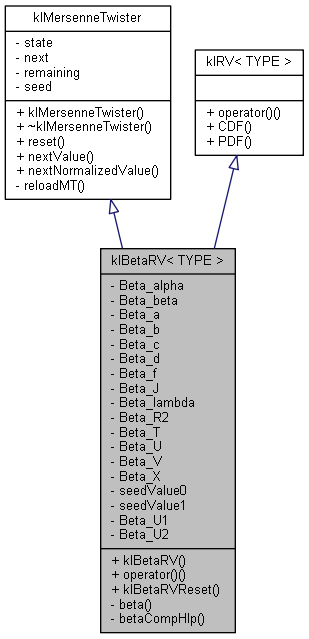 klMersenneTwister
- state
- next
- remaining
- seed
+ klMersenneTwister()
+ ~klMersenneTwister()
+ reset()
+ nextValue()
+ nextNormalizedValue()
- reloadMT()
klRV< TYPE >
+ operator()()
+ CDF()
+ PDF()
klBetaRV< TYPE >
- Beta_alpha
- Beta_beta
- Beta_a
- Beta_b
- Beta_c
- Beta_d
- Beta_f
- Beta_J
- Beta_lambda
- Beta_R2
- Beta_T
- Beta_U
- Beta_V
- Beta_X
- seedValue0
- seedValue1
- Beta_U1
- Beta_U2
+ klBetaRV()
+ operator()()
+ klBetaRVReset()
- beta()
- betaCompHlp()